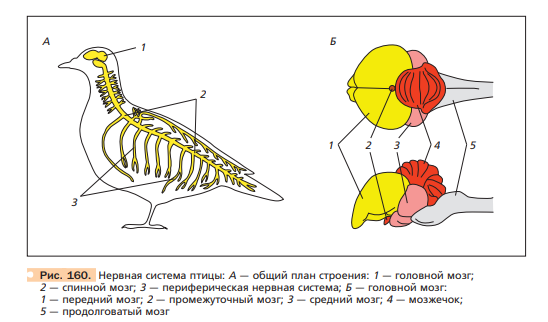 А
1
2
3
Б
1
2
3
4
5
Рис. 160. Нервная система птицы: А — общий план строения: 1 — головной мозг;
2 — спинной мозг; 3 — периферическая нервная система; Б — головной мозг:
1 — передний мозг; 2 — промежуточный мозг; 3 — средний мозг; 4 — мозжечок;
5 — продолговатый мозг